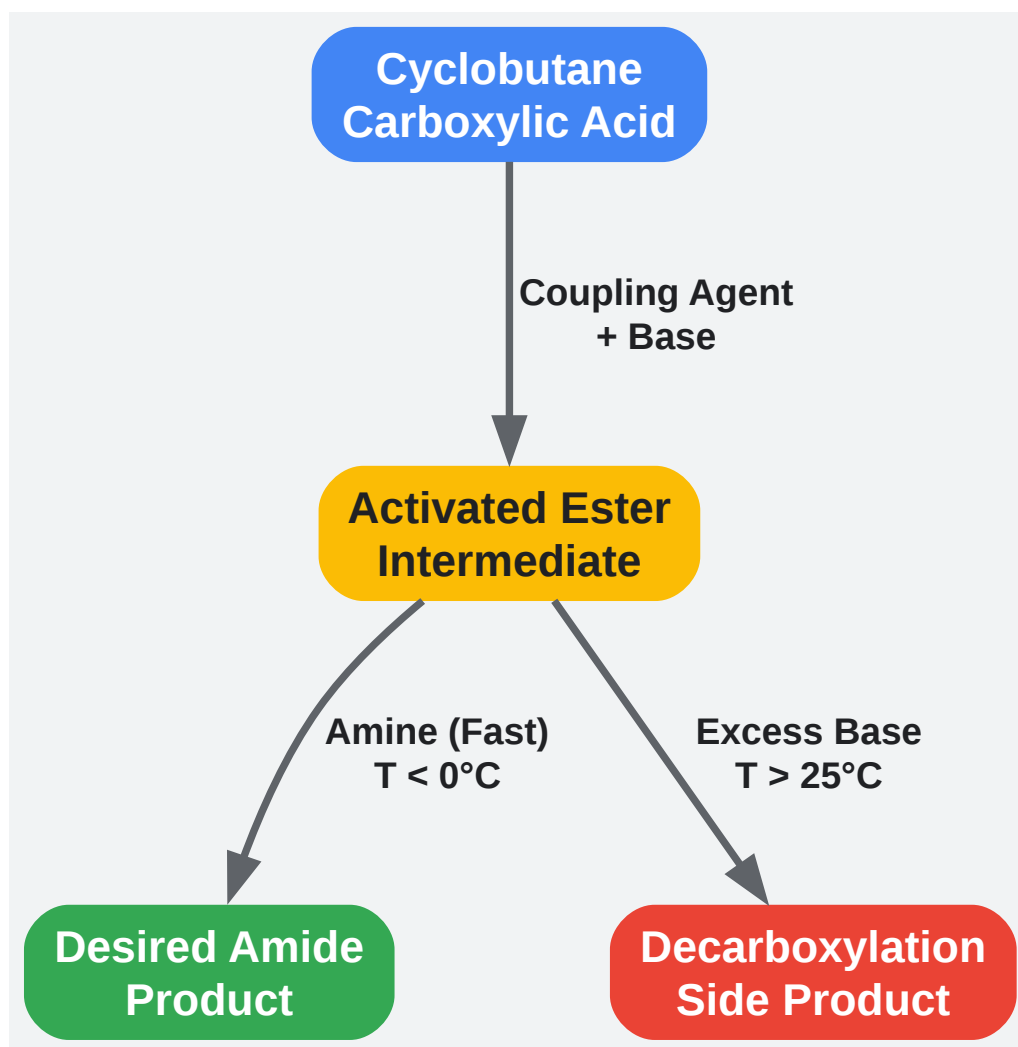 Cyclobutane
Carboxylic Acid
Coupling Agent
+ Base
Activated Ester
Intermediate
Amine (Fast)
T < 0°C
Excess Base
T > 25°C
Desired Amide
Product
Decarboxylation
Side Product